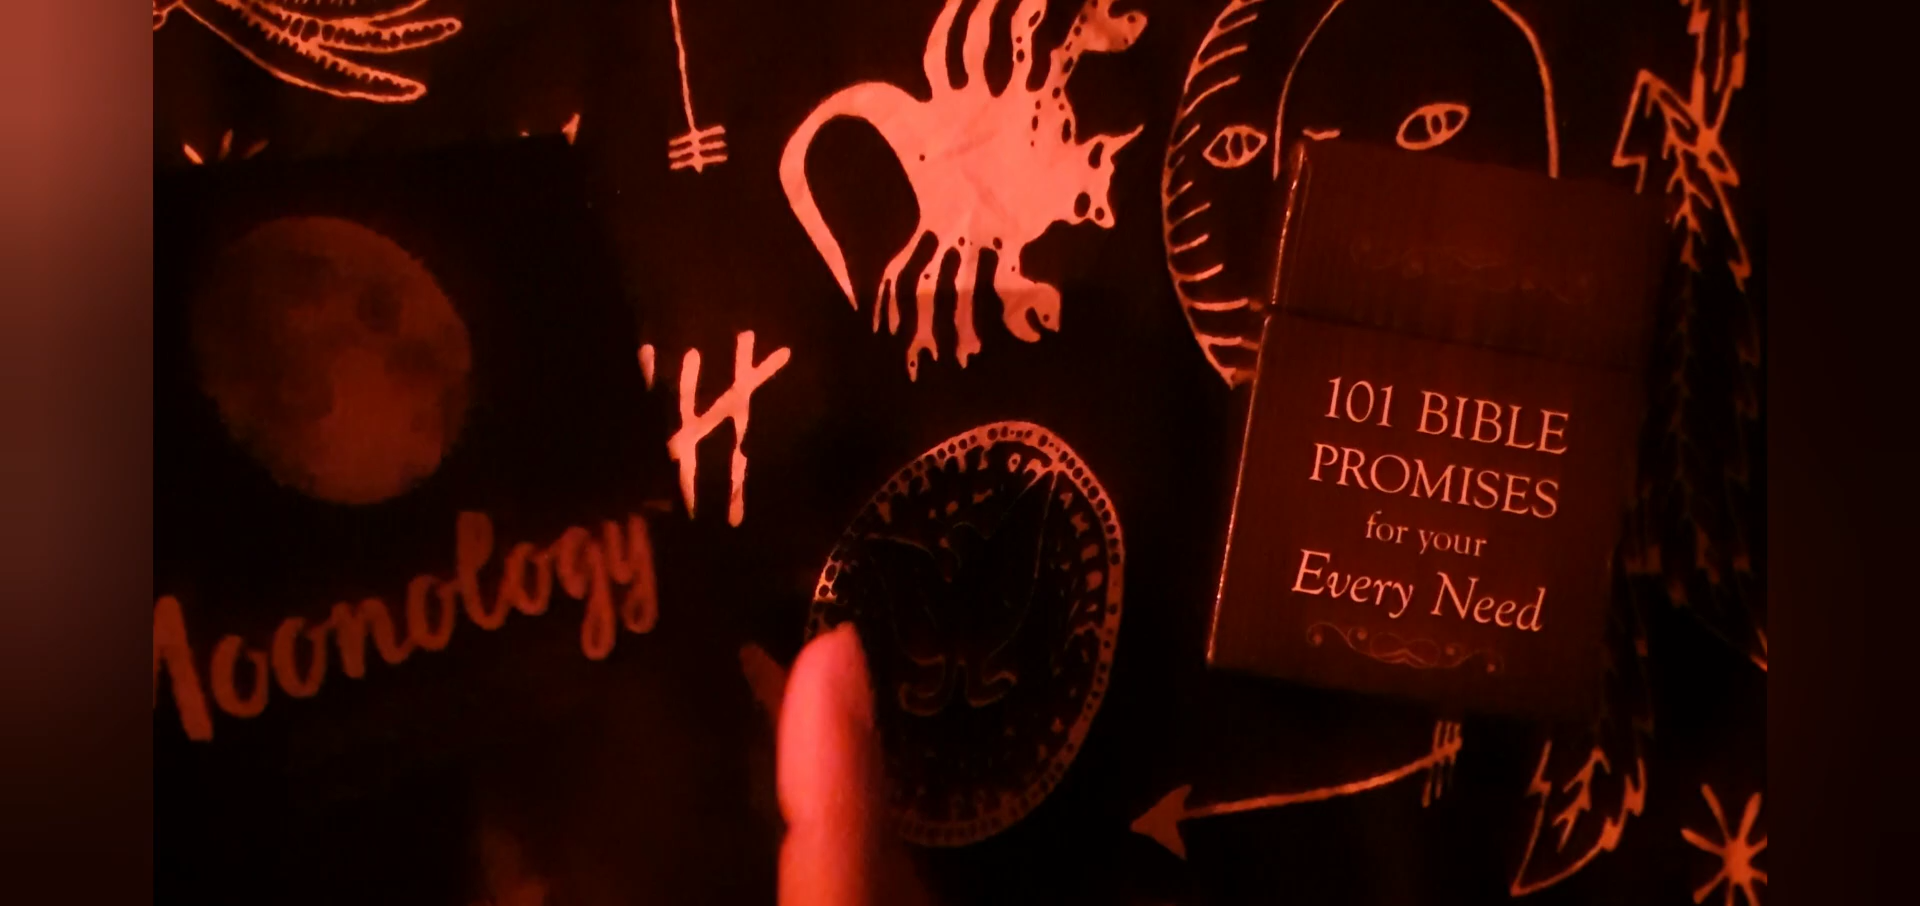 Moonology
101 BIBLE
PROMISES
for your
Every Need